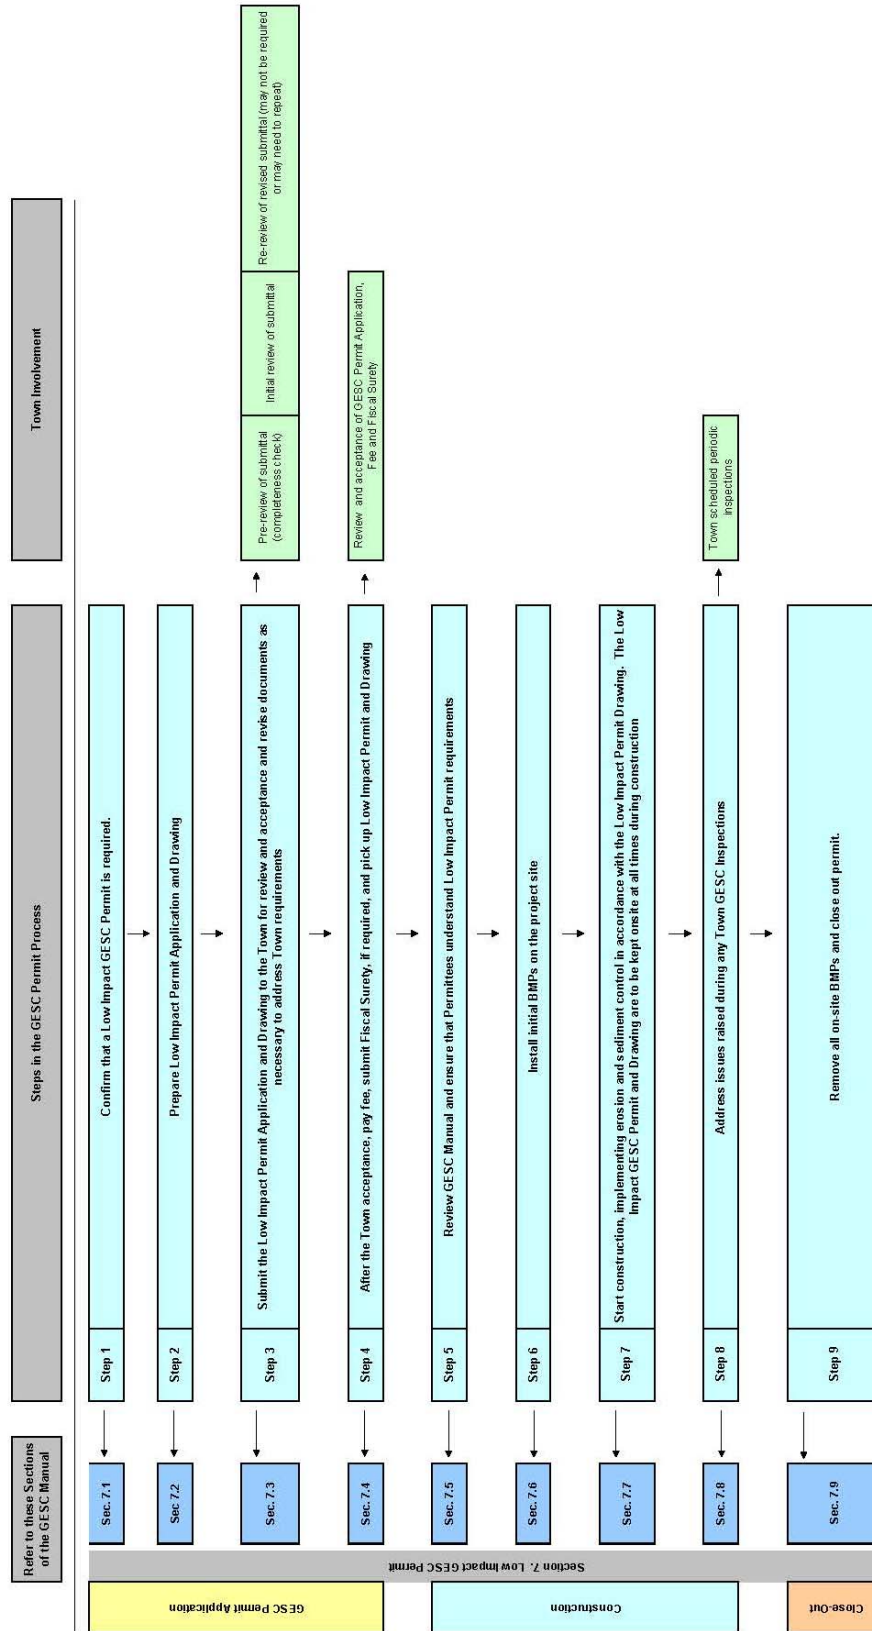 Refer to these Sections
of the GESC Manual
Steps in the GESC Permit Process
Town Involvement
GESC Permit Application
Construction
Close-Out
Section 7. Low Impact GESC Permit
Sec. 7.1
Step 1
Confirm that a Low Impact GESC Permit is required.
Sec 7.2
Step 2
Prepare Low Impact Permit Application and Drawing
Sec. 7.3
Step 3
Submit the Low Impact Permit Application and Drawing to the Town for review and acceptance and revise documents as
necessary to address Town requirements
Pre-review of submittal
(completeness check)
Initial review of submittal
Re-review of revised submittal (may not be required
or may need to repeat)
Sec. 7.4
Step 4
After the Town acceptance, pay fee, submit Fiscal Surety, if required, and pick up Low Impact Permit and Drawing
Review and acceptance of GESC Permit Application,
Fee and Fiscal Surety
Sec. 7.5
Step 5
Review GESC Manual and ensure that Permittees understand Low Impact Permit requirements
Sec. 7.6
Step 6
Install initial BMPs on the project site
Sec. 7.7
Step 7
Start construction, implementing erosion and sediment control in accordance with the Low Impact Permit Drawing. The Low
Impact GESC Permit and Drawing are to be kept onsite at all times during construction
Sec. 7.8
Step 8
Address issues raised during any Town GESC Inspections
Town scheduled periodic
inspections
Sec. 7.9
Step 9
Remove all on-site BMPs and close out permit.